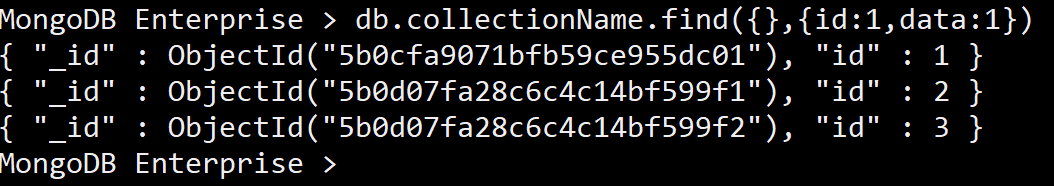 MongoDB Enterprise > db.collectionName.find({},{id:1,data:1})
{ "_id" : ObjectId("5b0cfa9071bfb59ce955dc01"), "id" : 1 }
{ "_id" : ObjectId("5b0d07fa28c6c4c14bf599f1"), "id" : 2 }
{ "_id" : ObjectId("5b0d07fa28c6c4c14bf599f2"), "id" : 3 }
MongoDB Enterprise >